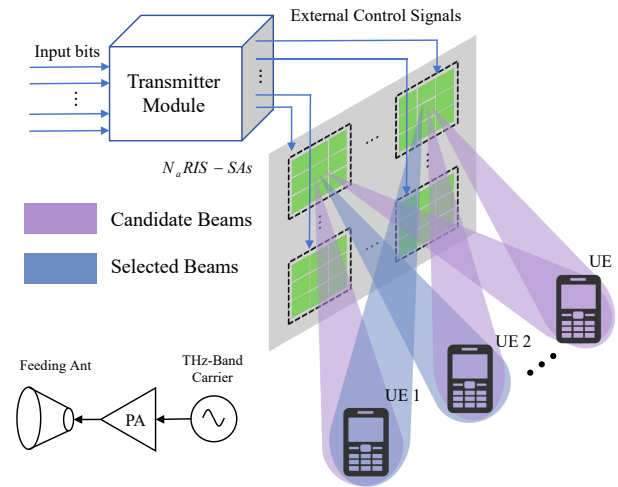 External Control Signals
Input bits
Transmitter
Module
N_a RIS − SAs
Candidate Beams
Selected Beams
UE
UE 2
UE 1
THz-Band
Carrier
Feeding Ant
PA